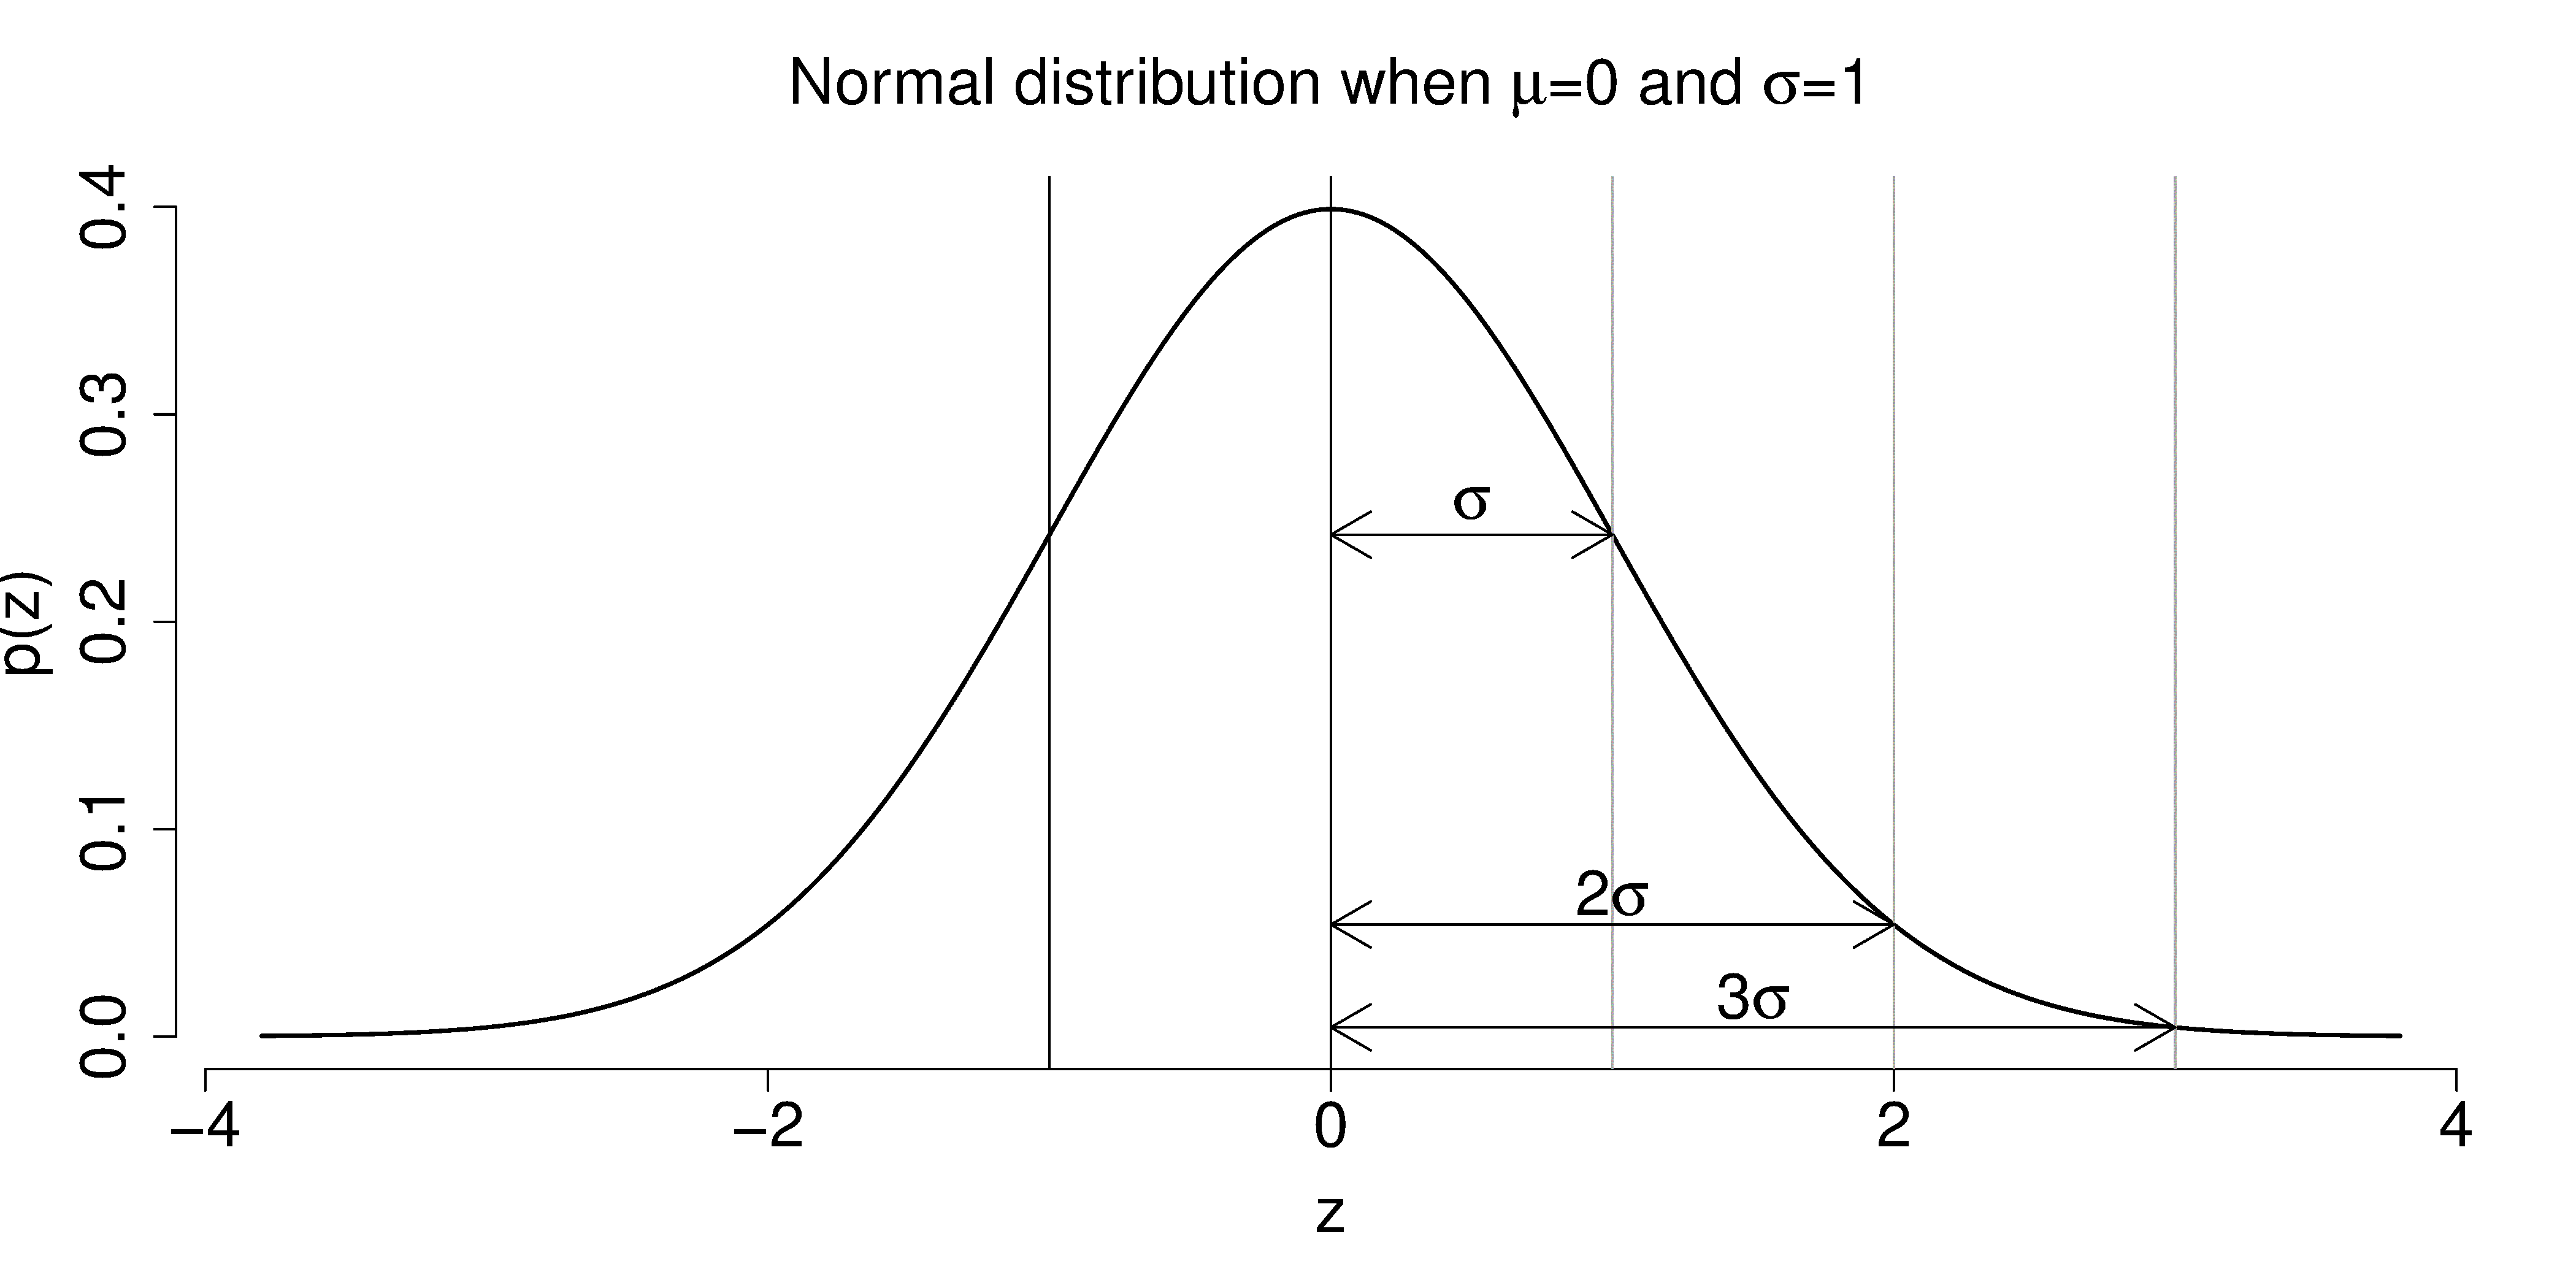 Normal distribution when μ=0 and σ=1
0.4
0.3
0.2
0.1
0.0
p(z)
σ
2σ
3σ
−4 −2 0 2 4
z